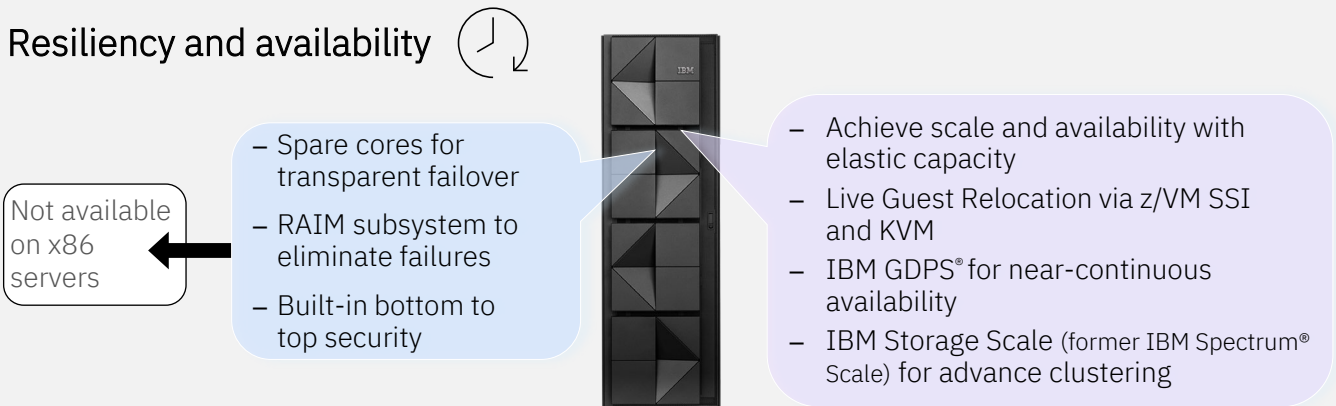 Resiliency and availability
IBM
Not available
on x86
servers
– Spare cores for
transparent failover
– RAIM subsystem to
eliminate failures
– Built-in bottom to
top security
– Achieve scale and availability with
elastic capacity
– Live Guest Relocation via z/VM SSI
and KVM
– IBM GDPS® for near-continuous
availability
– IBM Storage Scale (former IBM Spectrum®
Scale) for advance clustering